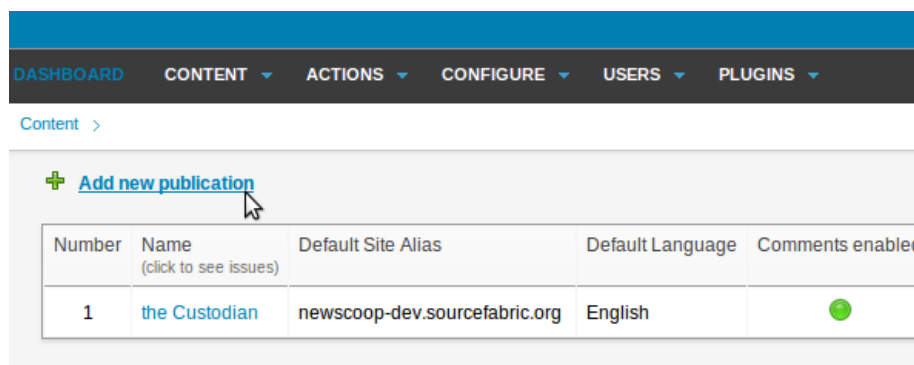 DASHBOARD CONTENT ACTIONS CONFIGURE USERS PLUGINS
Content >
Add new publication
Number Name Default Site Alias Default Language Comments enabled
(click to see issues)
1 the Custodian newscoop-dev.sourcefabric.org English